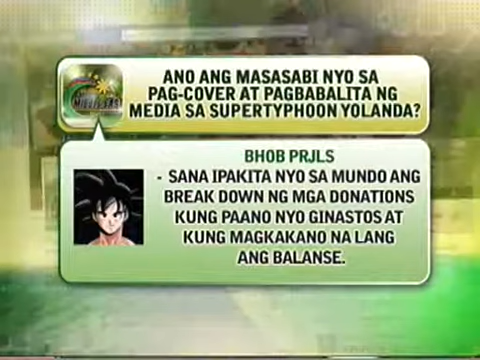 ANO ANG MASASABI NYO SA
PAG-COVER AT PAGBABALITA NG
MEDIA SA SUPERTYPHOON YOLANDA?
BHOB PRJLS
- SANA IPAKITA NYO SA MUNDO ANG
BREAK DOWN NG MGA DONATIONS
KUNG PAANO NYO GINASTOS AT
KUNG MAGKAKANO NA LANG
ANG BALANSE.